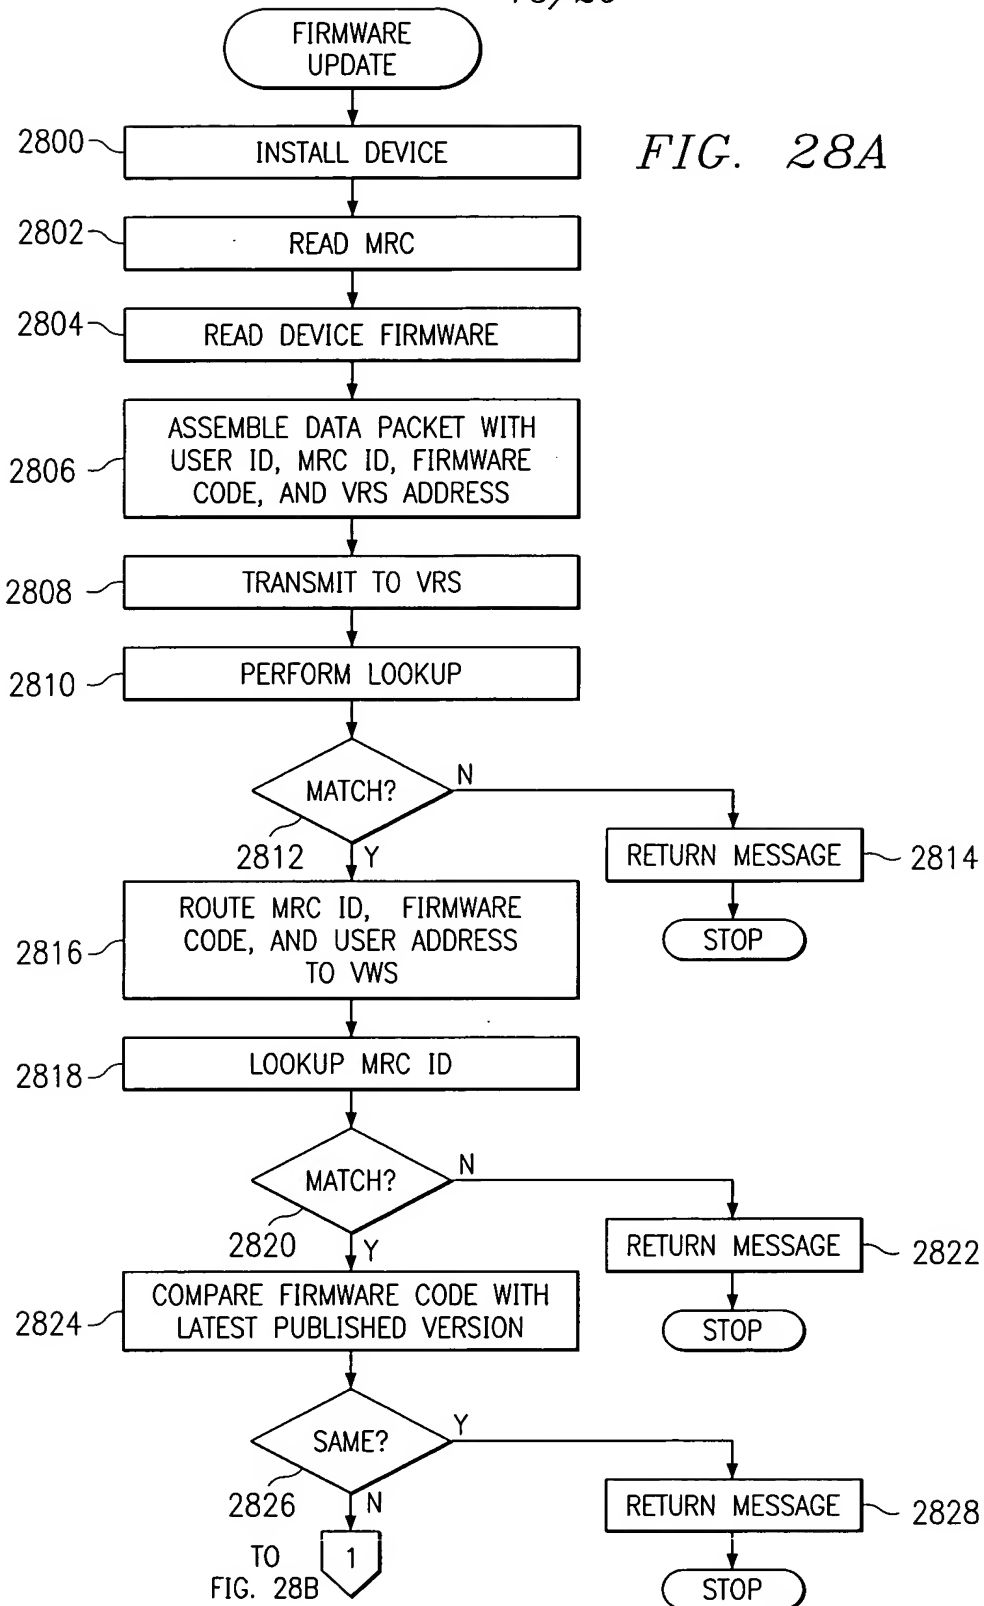 FIRMWARE
UPDATE
FIG. 28A
2800
INSTALL DEVICE
2802
READ MRC
2804
READ DEVICE FIRMWARE
2806
ASSEMBLE DATA PACKET WITH
USER ID, MRC ID, FIRMWARE
CODE, AND VRS ADDRESS
2808
TRANSMIT TO VRS
2810
PERFORM LOOKUP
MATCH?
N
2812
Y
RETURN MESSAGE
2814
STOP
2816
ROUTE MRC ID, FIRMWARE
CODE, AND USER ADDRESS
TO VWS
2818
LOOKUP MRC ID
MATCH?
N
2820
Y
RETURN MESSAGE
2822
STOP
2824
COMPARE FIRMWARE CODE WITH
LATEST PUBLISHED VERSION
SAME?
Y
2826
N
RETURN MESSAGE
2828
STOP
TO
FIG. 28B
1